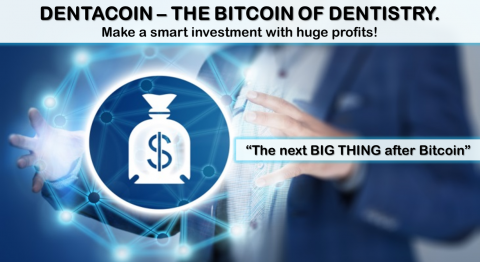 DENTACOIN – THE BITCOIN OF DENTISTRY.
Make a smart investment with huge profits!
$
“The next BIG THING after Bitcoin”